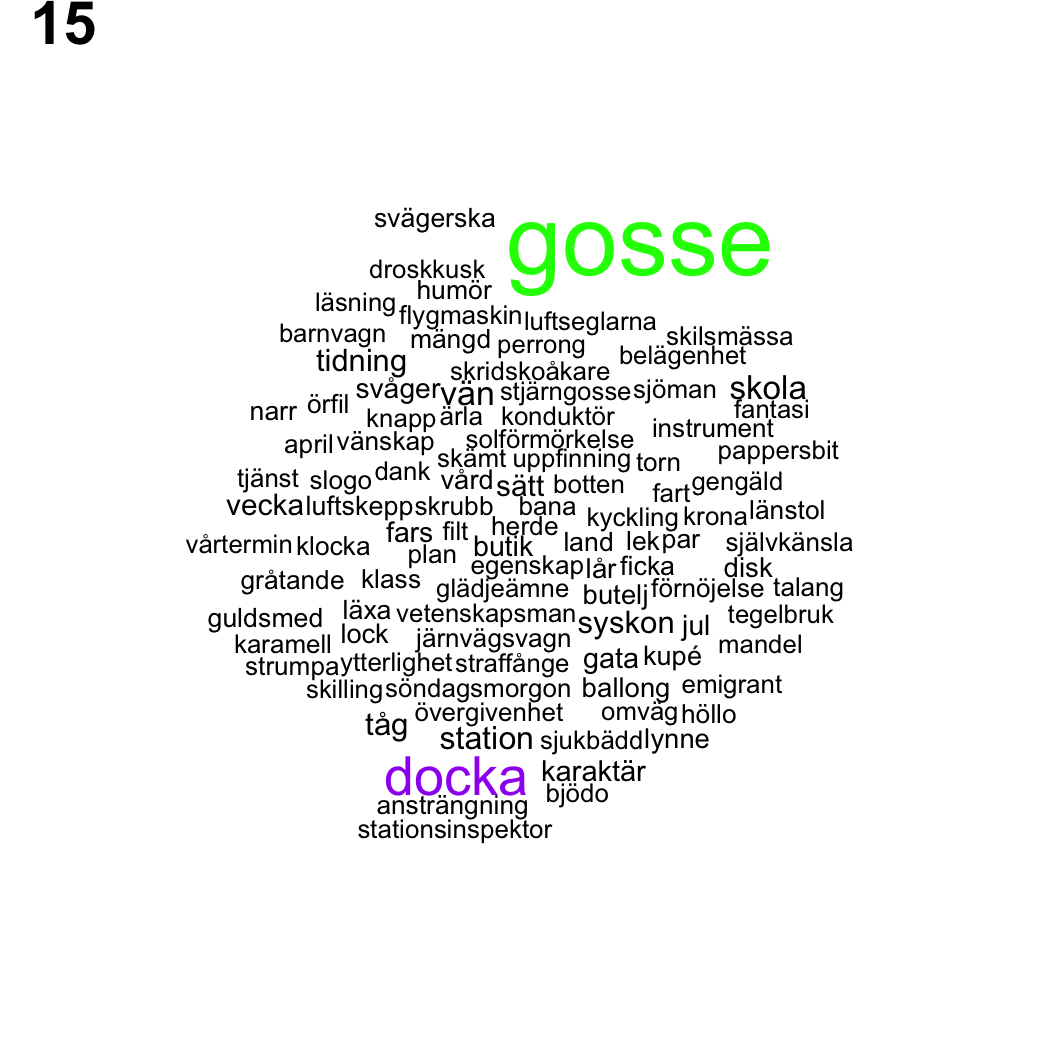 15
svägerska
gosse
droskkusk
humör
läsning
flygmaskin luftseglarna
barnvagn mängd perrong skilsmässa
tidning belägenhet
skridskoåkare
svåger vän stjärngosse sjöman skola
narr örfil knapp ärla konduktör fantasi
april vänskap solförmörkelse instrument
skämt uppfinning torn pappersbit
tjänst slogo dank vård sätt botten fart gengäld
vecka luftskepp skrubb bana kyckling krona länstol
fars filt herde
vårtermin klocka plan butik land lek par självkänsla
gråtande klass egenskap lår ficka disk
glädjeämne butelj förnöjelse talang
guldsmed läxa vetenskapsman syskon jul tegelbruk
karamell lock järnvägsvagn mandel
strumpa ytterlighet straffånge gata kupé
skilling söndagsmorgon ballong emigrant
tåg övergivenhet omväg höllo
station sjukbädd lynne
docka karaktär
ansträngning bjödo
stationsinspektor